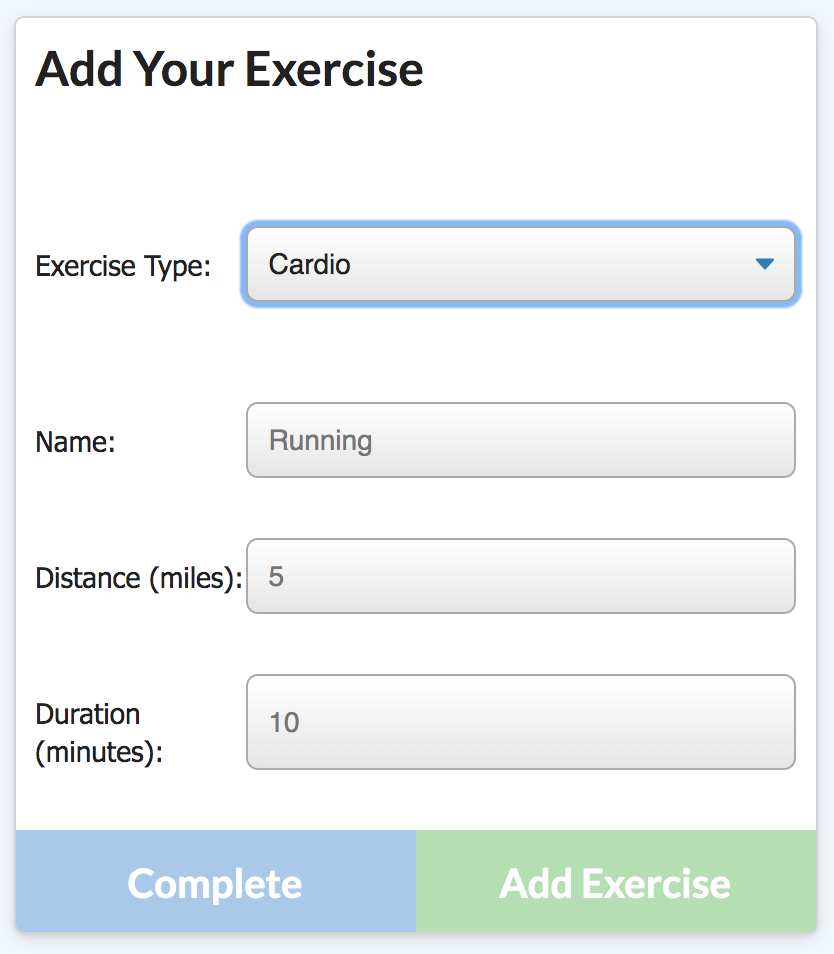 Add Your Exercise
Exercise Type: Cardio
Name: Running
Distance (miles): 5
Duration
(minutes): 10
Complete Add Exercise